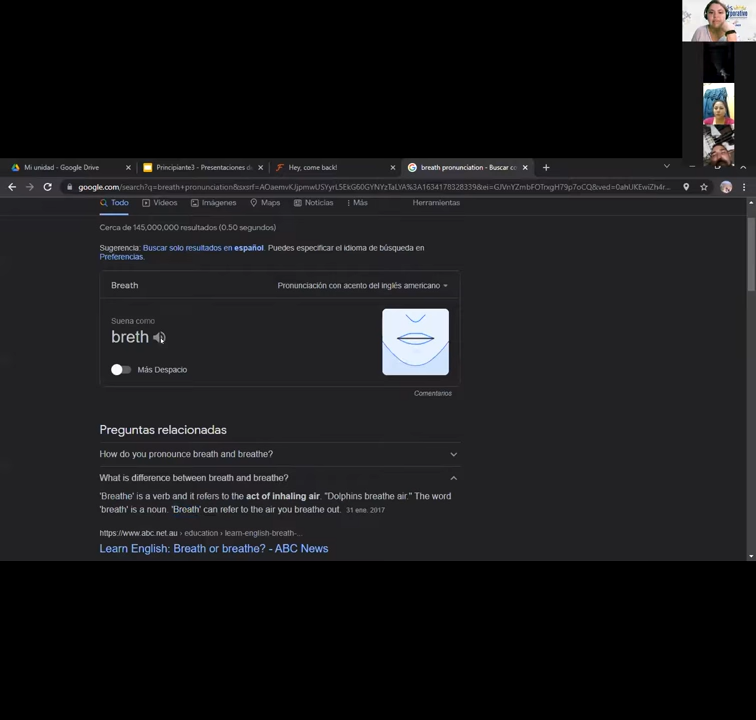 Mi unidad - Google Drive
Principiante3 - Presentaciones d
Hey, come back!
breath pronunciation - Buscar c
Todo Videos Imágenes Maps Noticias Más Herramientas
Cerca de 145,000,000 resultados (0.50 segundos)
Sugerencia: Buscar solo resultados en español. Puedes especificar el idioma de búsqueda en
Preferencias.
Breath Pronunciación con acento del inglés americano
Suena como
breth
Más Despacio
Comentarios
Preguntas relacionadas
How do you pronounce breath and breathe?
What is difference between breath and breathe?
'Breathe' is a verb and it refers to the act of inhaling air. "Dolphins breathe air." The word
'breath' is a noun. 'Breath' can refer to the air you breathe out. 31 ene. 2017
https://www.abc.net.au › education › learn-english-breath-...
Learn English: Breath or breathe? - ABC News